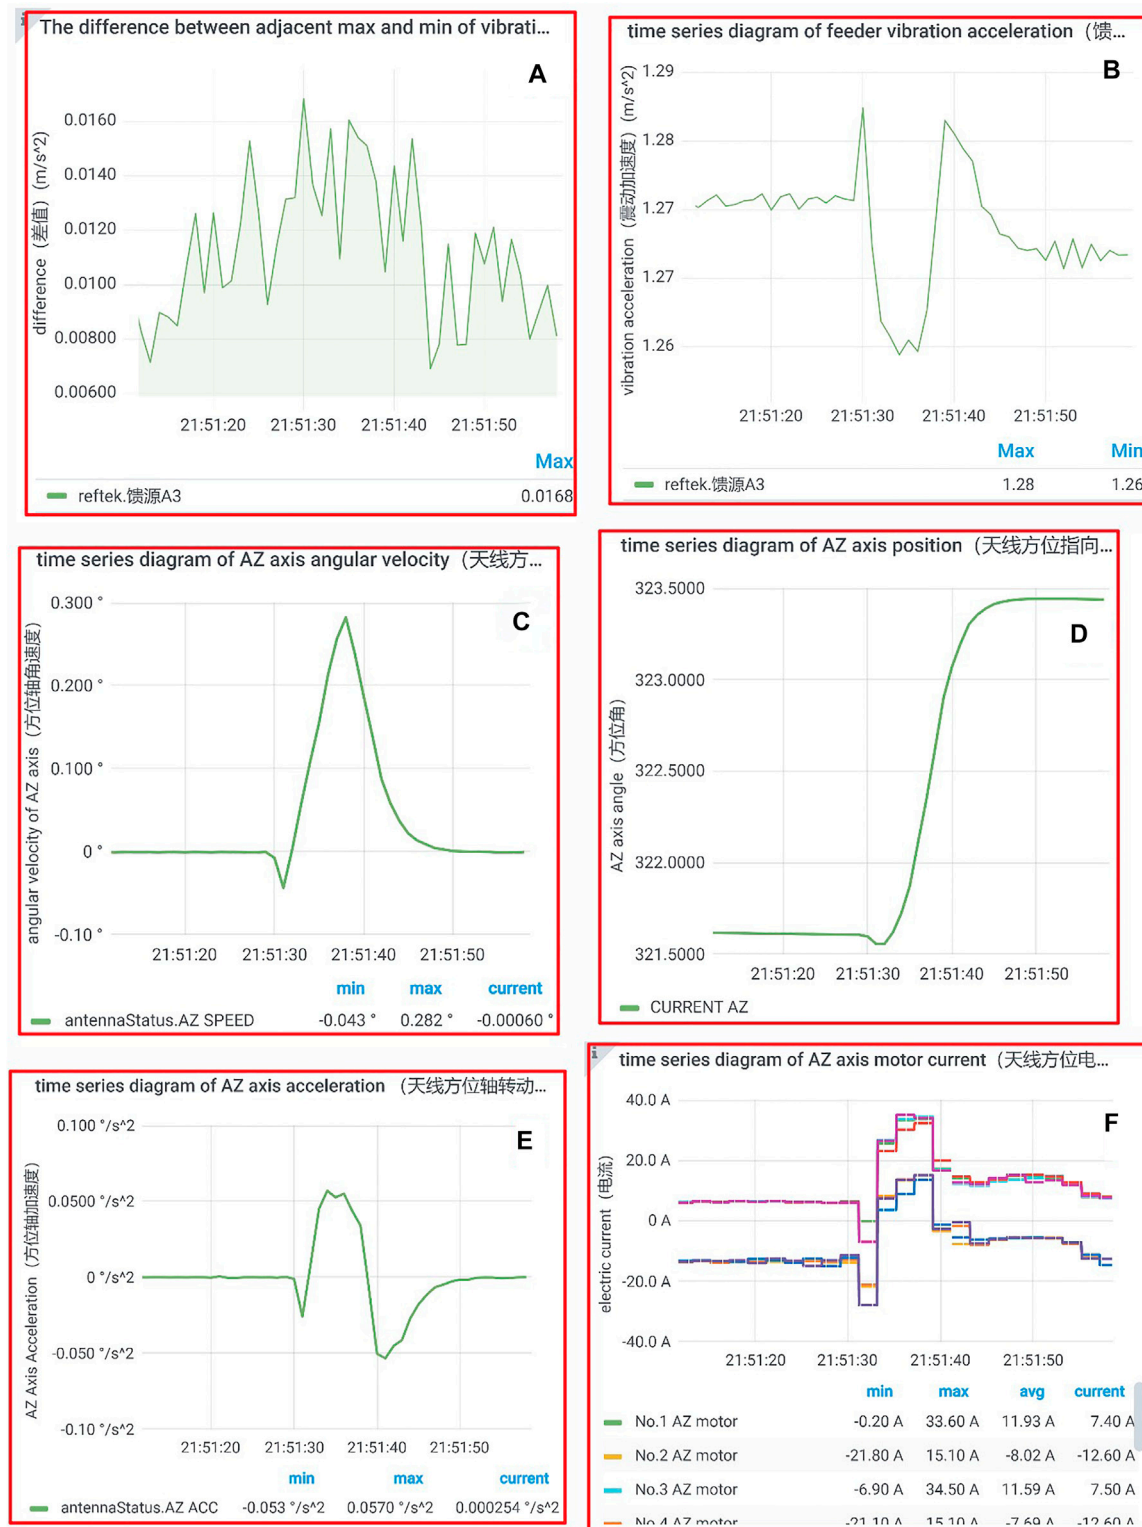 The difference between adjacent max and min of vibrati...
A
difference（差值）(m/s^2)
0.0160
0.0140
0.0120
0.0100
0.00800
0.00600
21:51:20 21:51:30 21:51:40 21:51:50
Max
reftek.馈源A3 0.0168
time series diagram of feeder vibration acceleration（馈...
B
vibration acceleration（震动加速度）(m/s^2)
1.29
1.28
1.27
1.27
1.26
21:51:20 21:51:30 21:51:40 21:51:50
Max Min
reftek.馈源A3 1.28 1.26
time series diagram of AZ axis angular velocity（天线方...
C
angular velocity of AZ axis（方位轴角速度）
0.300 °
0.200 °
0.100 °
0 °
-0.10 °
21:51:20 21:51:30 21:51:40 21:51:50
min max current
antennaStatus.AZ SPEED -0.043 ° 0.282 ° -0.00060 °
time series diagram of AZ axis position（天线方位指向...
D
AZ axis angle（方位角）
323.5000
323.0000
322.5000
322.0000
321.5000
21:51:20 21:51:30 21:51:40 21:51:50
CURRENT AZ
time series diagram of AZ axis acceleration （天线方位轴转动...
E
AZ Axis Acceleration（方位轴加速度）
0.100 °/s^2
0.0500 °/s^2
0 °/s^2
-0.050 °/s^2
-0.10 °/s^2
21:51:20 21:51:30 21:51:40 21:51:50
min max current
antennaStatus.AZ ACC -0.053 °/s^2 0.0570 °/s^2 0.000254 °/s^2
time series diagram of AZ axis motor current（天线方位电...
F
electric current（电流）
40.0 A
20.0 A
0 A
-20.0 A
-40.0 A
21:51:20 21:51:30 21:51:40 21:51:50
min max avg current
No.1 AZ motor -0.20 A 33.60 A 11.93 A 7.40 A
No.2 AZ motor -21.80 A 15.10 A -8.02 A -12.60 A
No.3 AZ motor -6.90 A 34.50 A 11.59 A 7.50 A
No.4 AZ motor -21.10 A 15.10 A -7.69 A -12.60 A